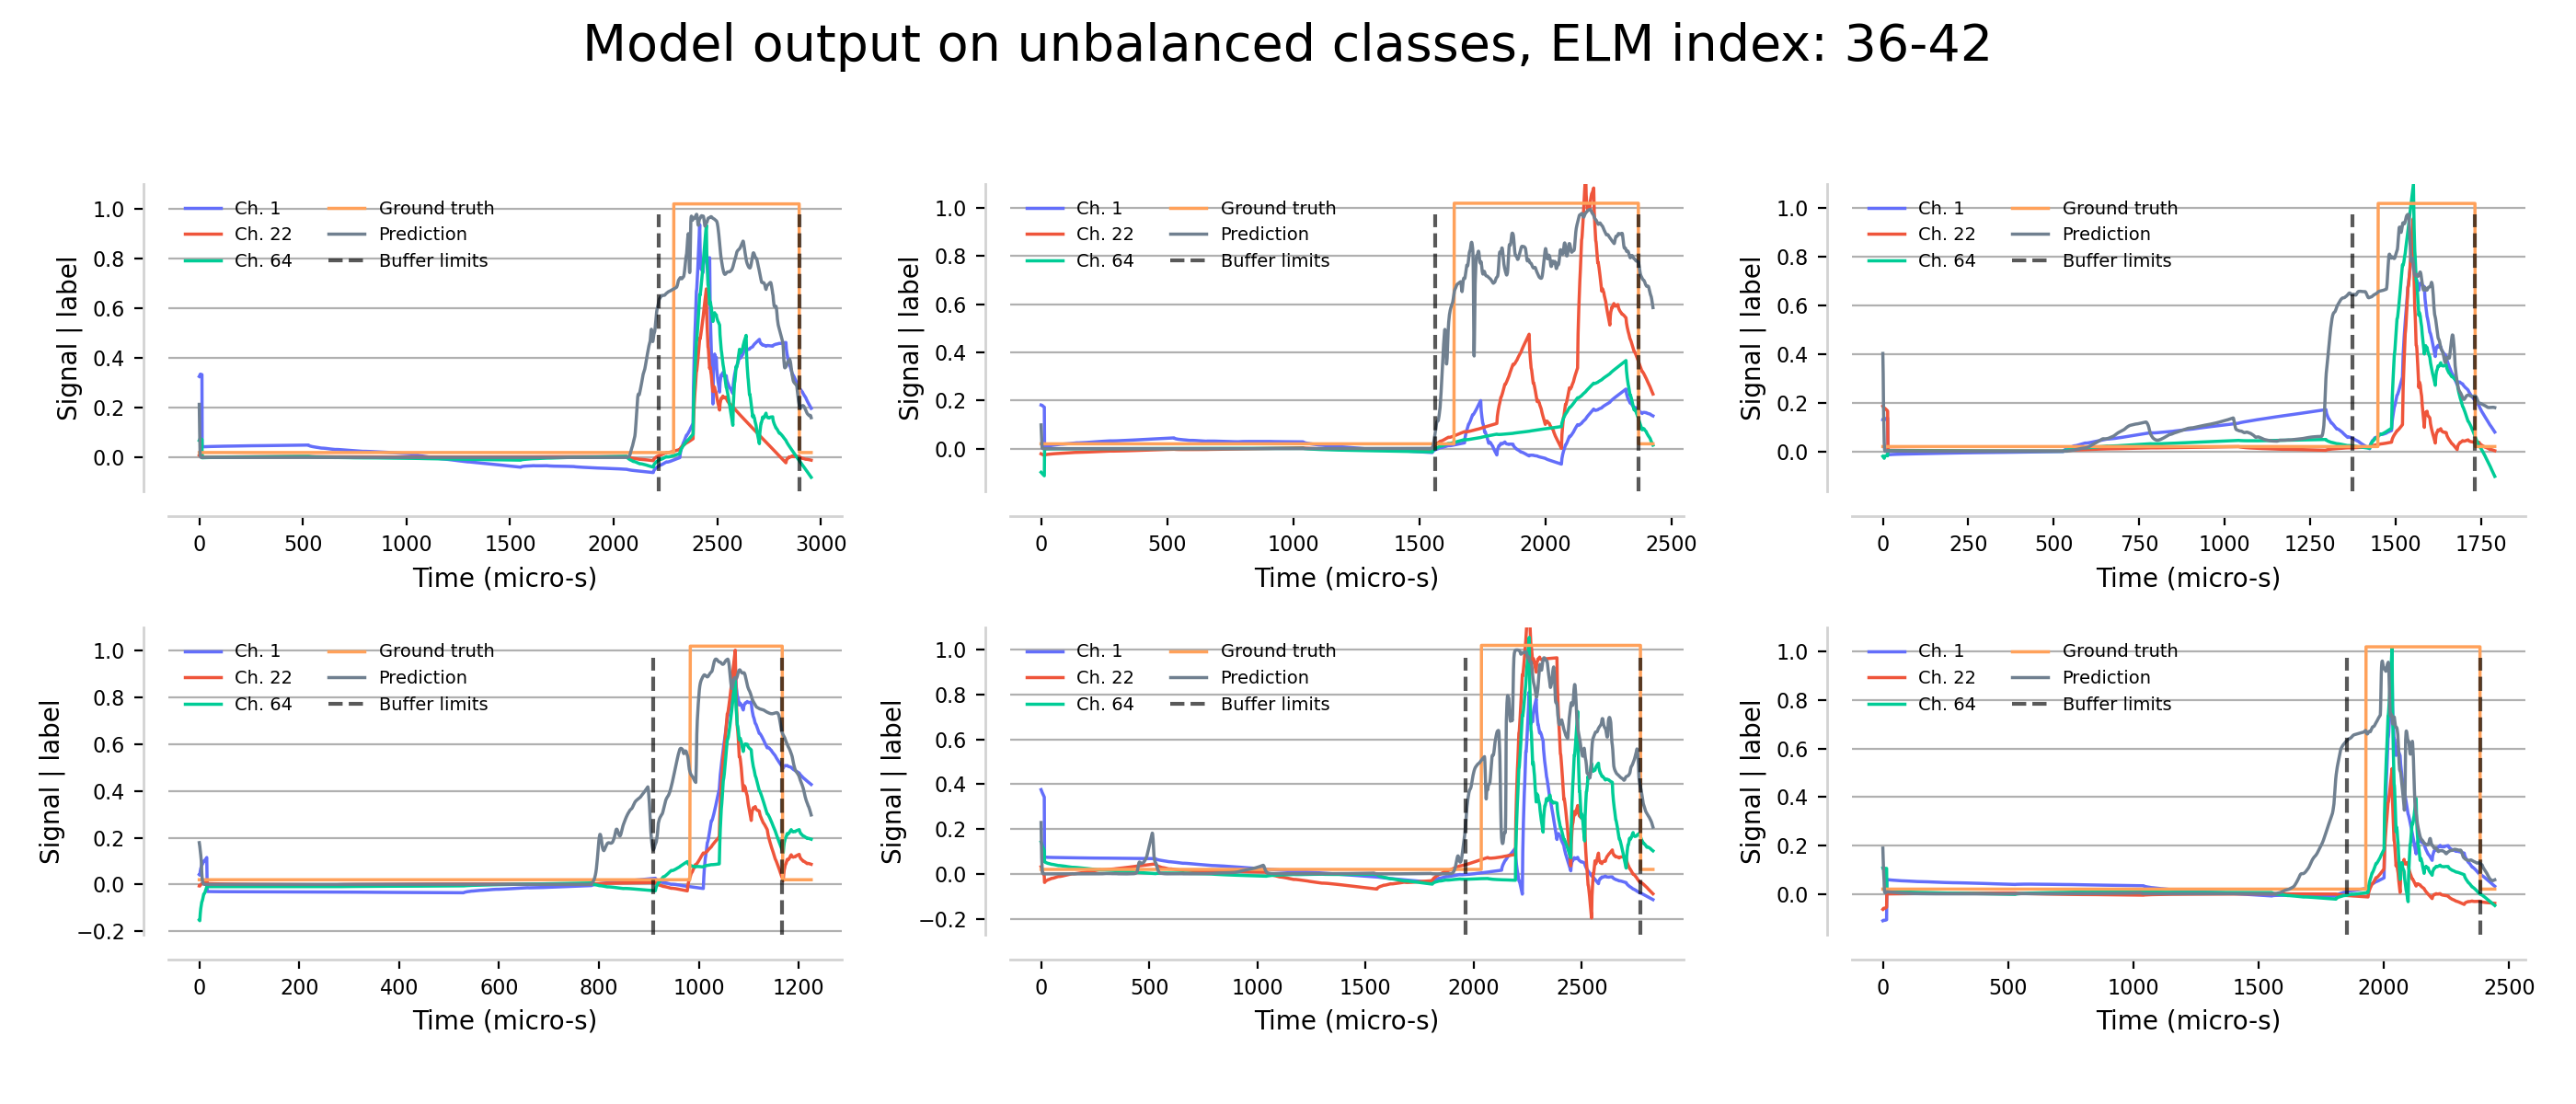 Model output on unbalanced classes, ELM index: 36-42
1.0
0.8
0.6
0.4
0.2
0.0
Signal | label
Ch. 1
Ch. 22
Ch. 64
Ground truth
Prediction
Buffer limits
0 500 1000 1500 2000 2500 3000
Time (micro-s)
1.0
0.8
0.6
0.4
0.2
0.0
Signal | label
Ch. 1
Ch. 22
Ch. 64
Ground truth
Prediction
Buffer limits
0 500 1000 1500 2000 2500
Time (micro-s)
1.0
0.8
0.6
0.4
0.2
0.0
Signal | label
Ch. 1
Ch. 22
Ch. 64
Ground truth
Prediction
Buffer limits
0 250 500 750 1000 1250 1500 1750
Time (micro-s)
1.0
0.8
0.6
0.4
0.2
0.0
−0.2
Signal | label
Ch. 1
Ch. 22
Ch. 64
Ground truth
Prediction
Buffer limits
0 200 400 600 800 1000 1200
Time (micro-s)
1.0
0.8
0.6
0.4
0.2
0.0
−0.2
Signal | label
Ch. 1
Ch. 22
Ch. 64
Ground truth
Prediction
Buffer limits
0 500 1000 1500 2000 2500
Time (micro-s)
1.0
0.8
0.6
0.4
0.2
0.0
Signal | label
Ch. 1
Ch. 22
Ch. 64
Ground truth
Prediction
Buffer limits
0 500 1000 1500 2000 2500
Time (micro-s)